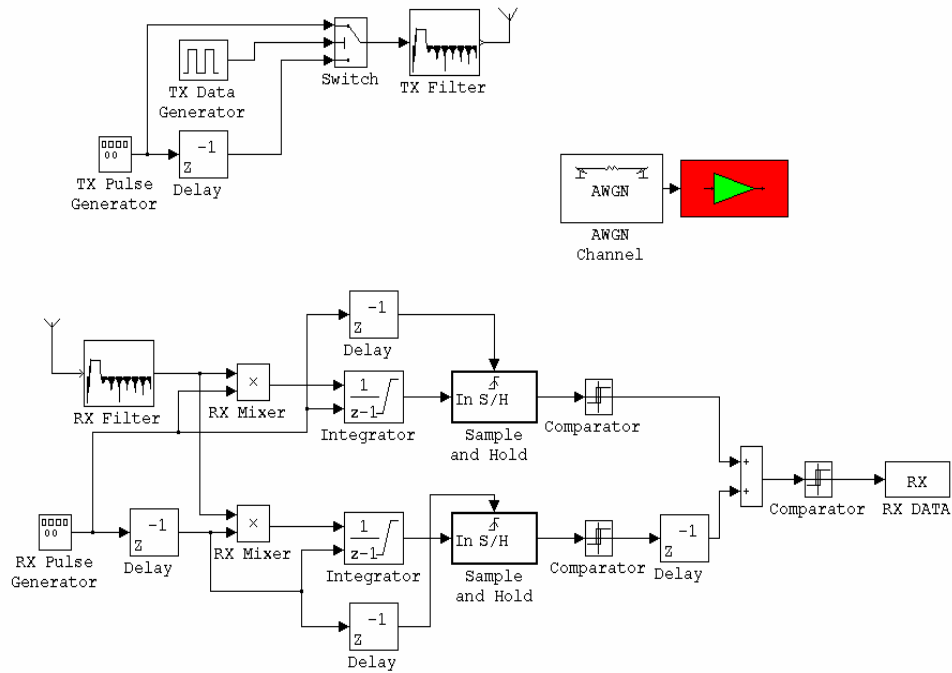 Switch
TX Filter
TX Data
Generator
-1
Z
Delay
TX Pulse
Generator
AWGN
AWGN
Channel
-1
Z
Delay
RX Filter
×
RX Mixer
1
z-1
Integrator
In S/H
Sample
and Hold
Comparator
+
+
Comparator
RX
RX DATA
RX Pulse
Generator
-1
Z
Delay
×
RX Mixer
1
z-1
Integrator
In S/H
Sample
and Hold
Comparator
-1
Z
Delay
-1
Z
Delay